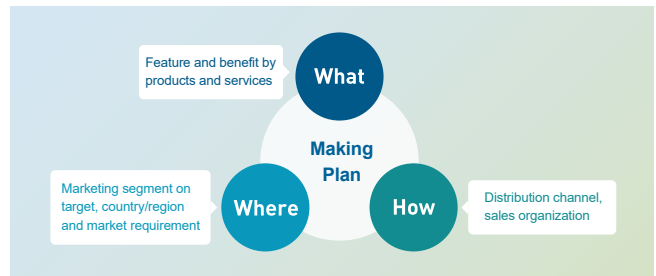 Feature and benefit by
products and services
What
Making
Plan
Marketing segment on
target, country/region
and market requirement
Where
How
Distribution channel,
sales organization